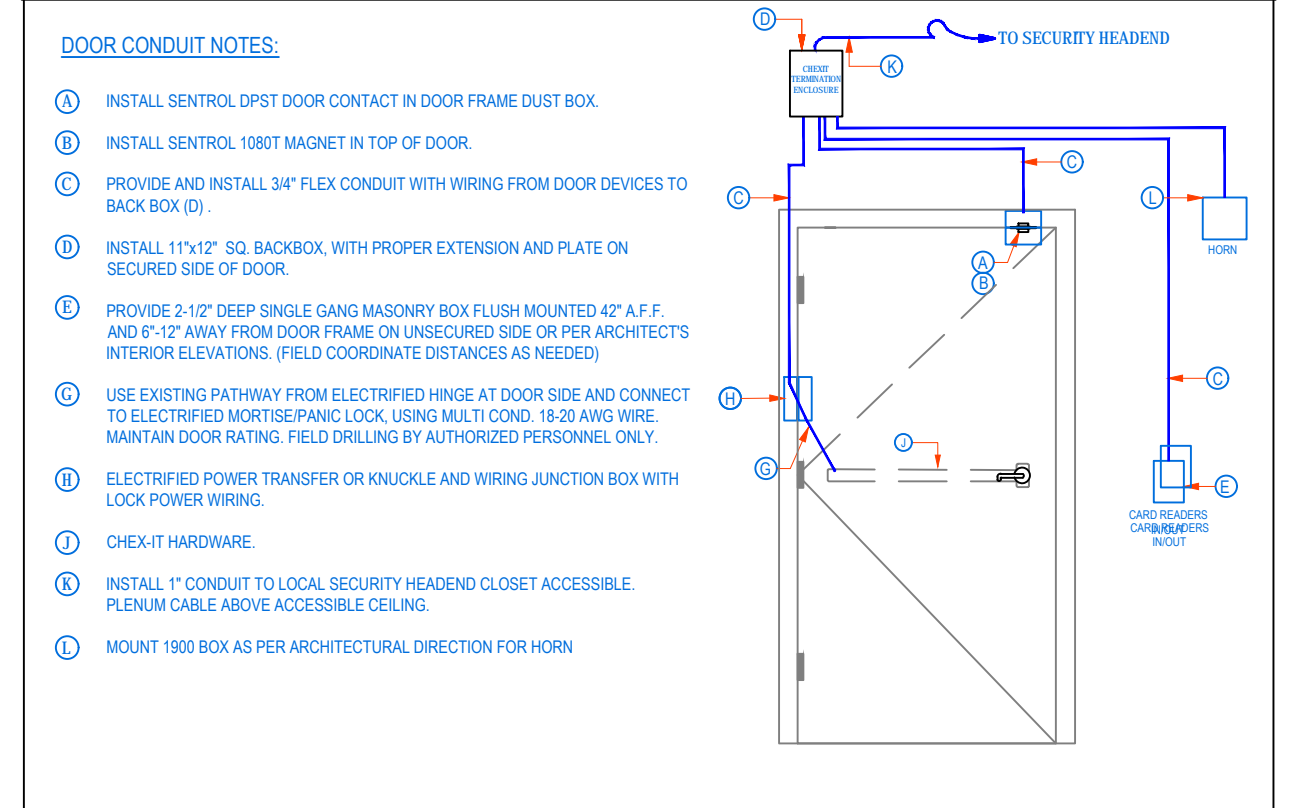 DOOR CONDUIT NOTES:
A INSTALL SENTROL DPST DOOR CONTACT IN DOOR FRAME DUST BOX.
B INSTALL SENTROL 1080T MAGNET IN TOP OF DOOR.
C PROVIDE AND INSTALL 3/4" FLEX CONDUIT WITH WIRING FROM DOOR DEVICES TO
BACK BOX (D) .
D INSTALL 11"x12" SQ. BACKBOX, WITH PROPER EXTENSION AND PLATE ON
SECURED SIDE OF DOOR.
E PROVIDE 2-1/2" DEEP SINGLE GANG MASONRY BOX FLUSH MOUNTED 42" A.F.F.
AND 6"-12" AWAY FROM DOOR FRAME ON UNSECURED SIDE OR PER ARCHITECT'S
INTERIOR ELEVATIONS. (FIELD COORDINATE DISTANCES AS NEEDED)
G USE EXISTING PATHWAY FROM ELECTRIFIED HINGE AT DOOR SIDE AND CONNECT
TO ELECTRIFIED MORTISE/PANIC LOCK, USING MULTI COND. 18-20 AWG WIRE.
MAINTAIN DOOR RATING. FIELD DRILLING BY AUTHORIZED PERSONNEL ONLY.
H ELECTRIFIED POWER TRANSFER OR KNUCKLE AND WIRING JUNCTION BOX WITH
LOCK POWER WIRING.
J CHEX-IT HARDWARE.
K INSTALL 1" CONDUIT TO LOCAL SECURITY HEADEND CLOSET ACCESSIBLE.
PLENUM CABLE ABOVE ACCESSIBLE CEILING.
L MOUNT 1900 BOX AS PER ARCHITECTURAL DIRECTION FOR HORN
D
TO SECURITY HEADEND
K
CHEXIT
TERMINATION
ENCLOSURE
C
C
L
HORN
A
B
C
H
J
G
E
CARD READERS
IN/OUT
CARD READERS
IN/OUT